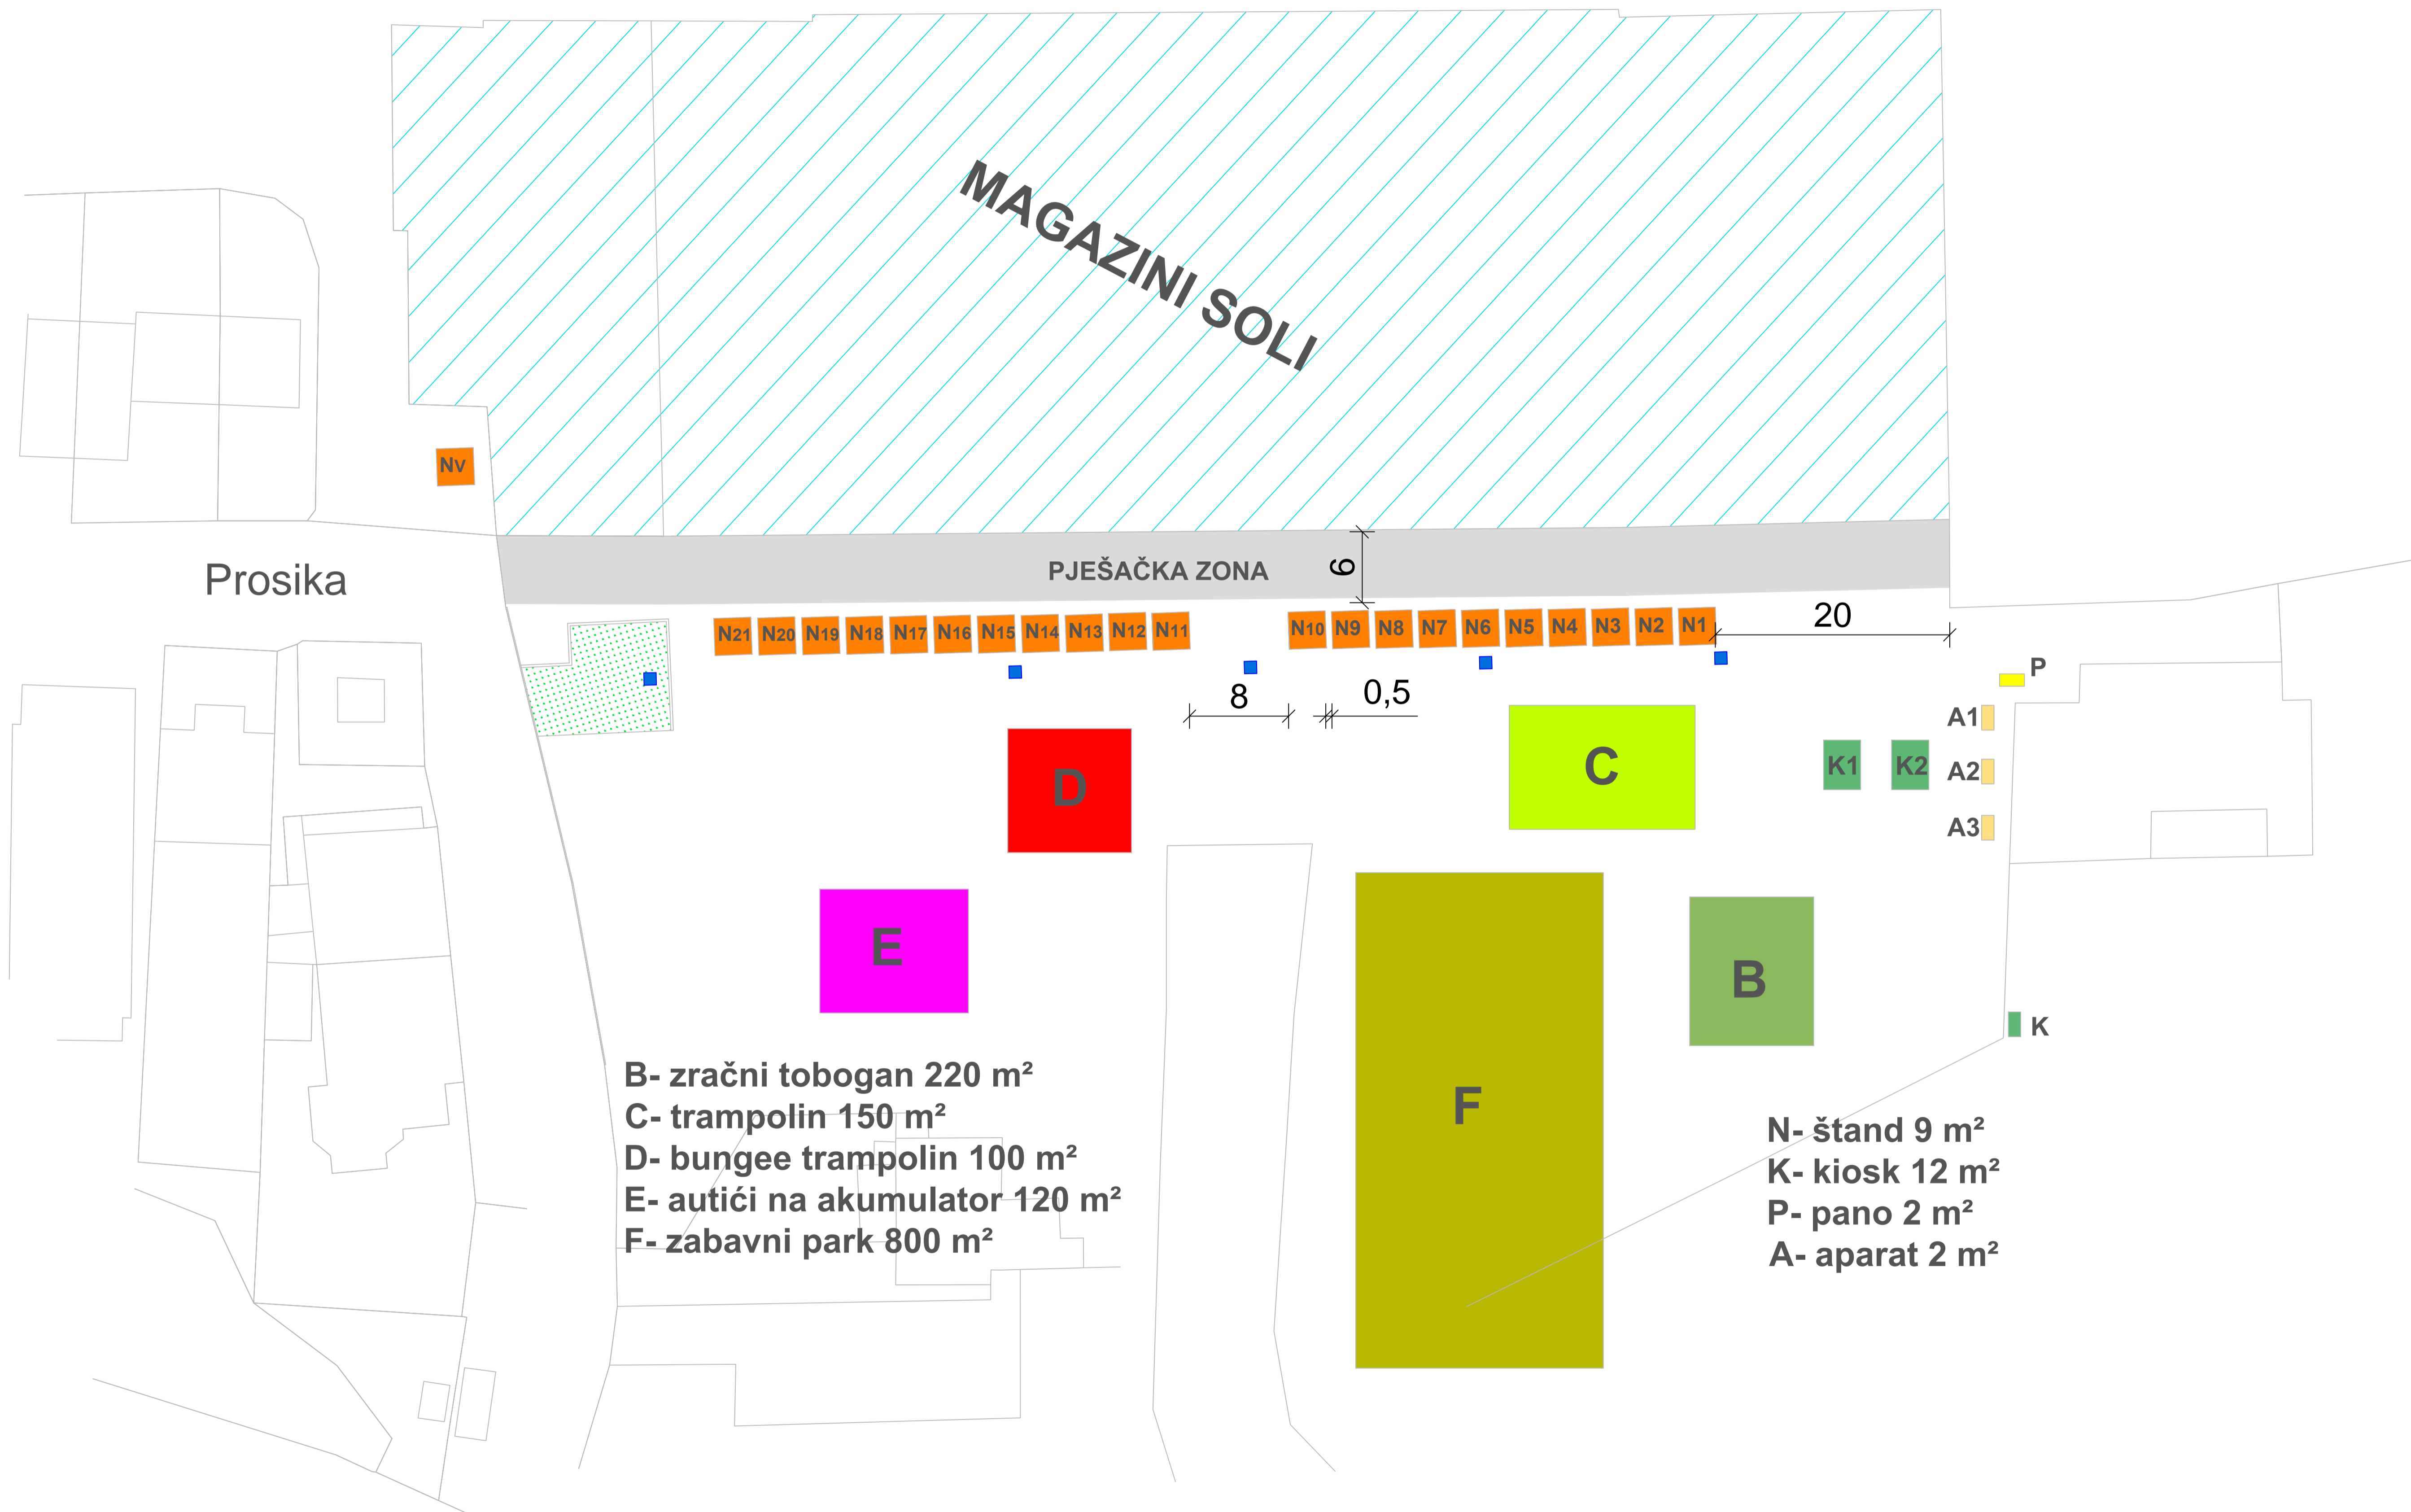 MAGAZINI SOLI
Nv
Prosika
PJEŠAČKA ZONA
6
N21 N20 N19 N18 N17 N16 N15 N14 N13 N12 N11 N10 N9 N8 N7 N6 N5 N4 N3 N2 N1
20
8
0,5
P
A1
A2
A3
K1
K2
C
D
E
B
F
K
B- zračni tobogan 220 m²
C- trampolin 150 m²
D- bungee trampolin 100 m²
E- autići na akumulator 120 m²
F- zabavni park 800 m²
N- štand 9 m²
K- kiosk 12 m²
P- pano 2 m²
A- aparat 2 m²